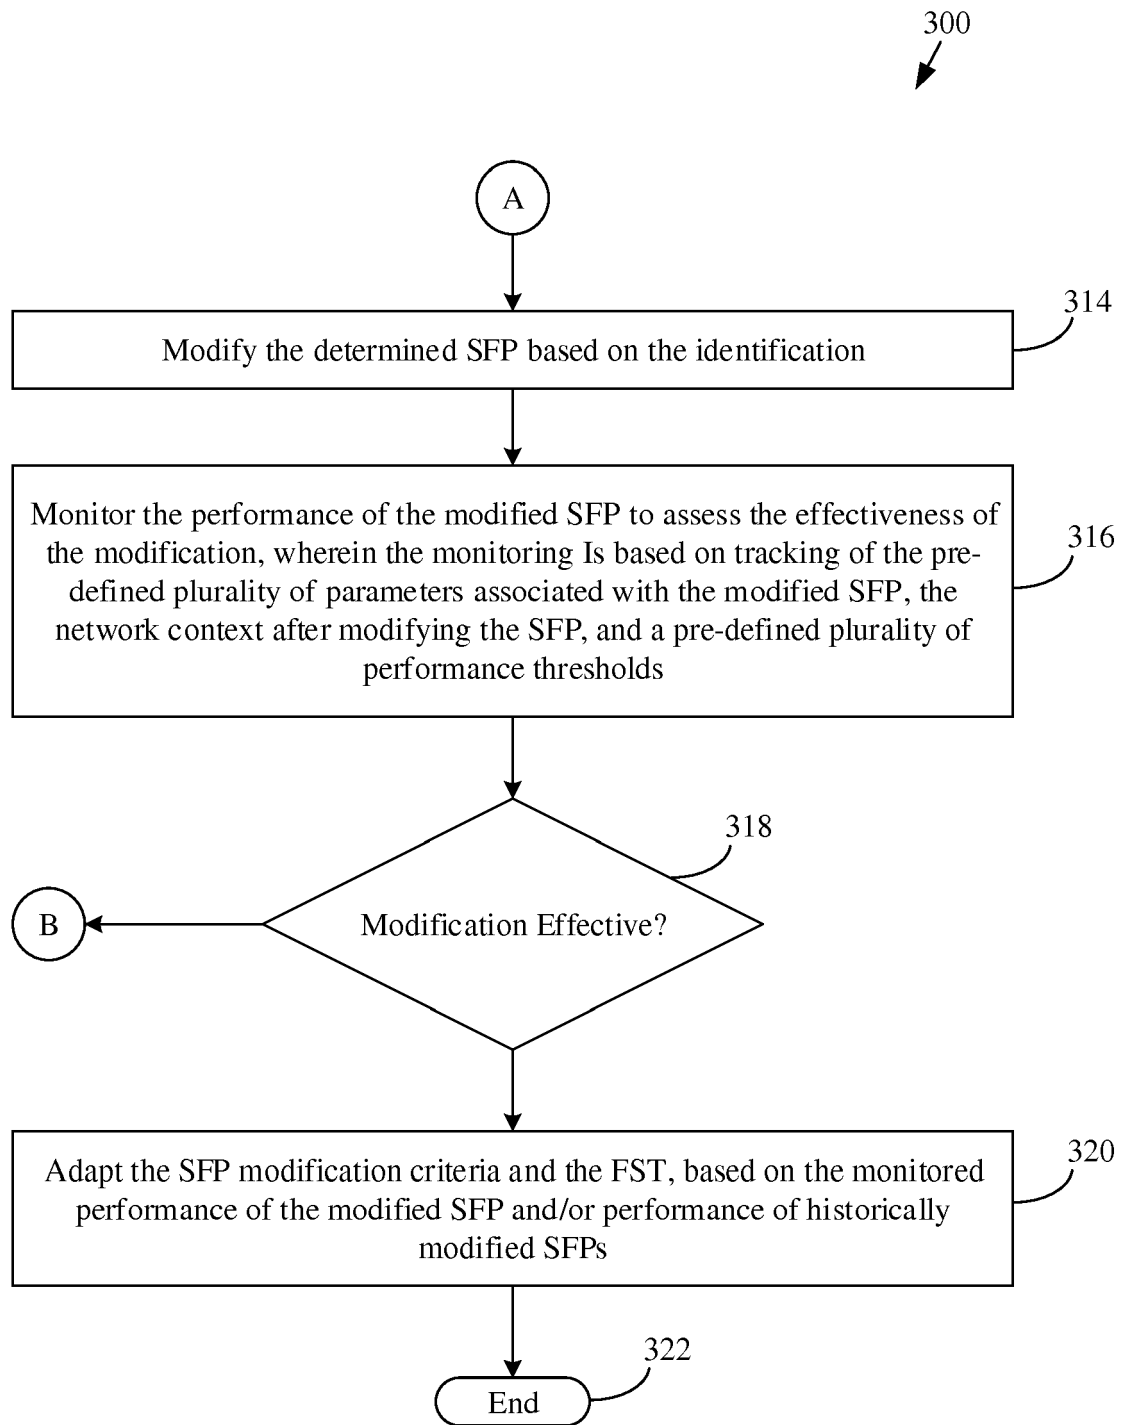 300
A
314
Modify the determined SFP based on the identification
316
Monitor the performance of the modified SFP to assess the effectiveness of
the modification, wherein the monitoring Is based on tracking of the pre-
defined plurality of parameters associated with the modified SFP, the
network context after modifying the SFP, and a pre-defined plurality of
performance thresholds
318
Modification Effective?
B
320
Adapt the SFP modification criteria and the FST, based on the monitored
performance of the modified SFP and/or performance of historically
modified SFPs
322
End